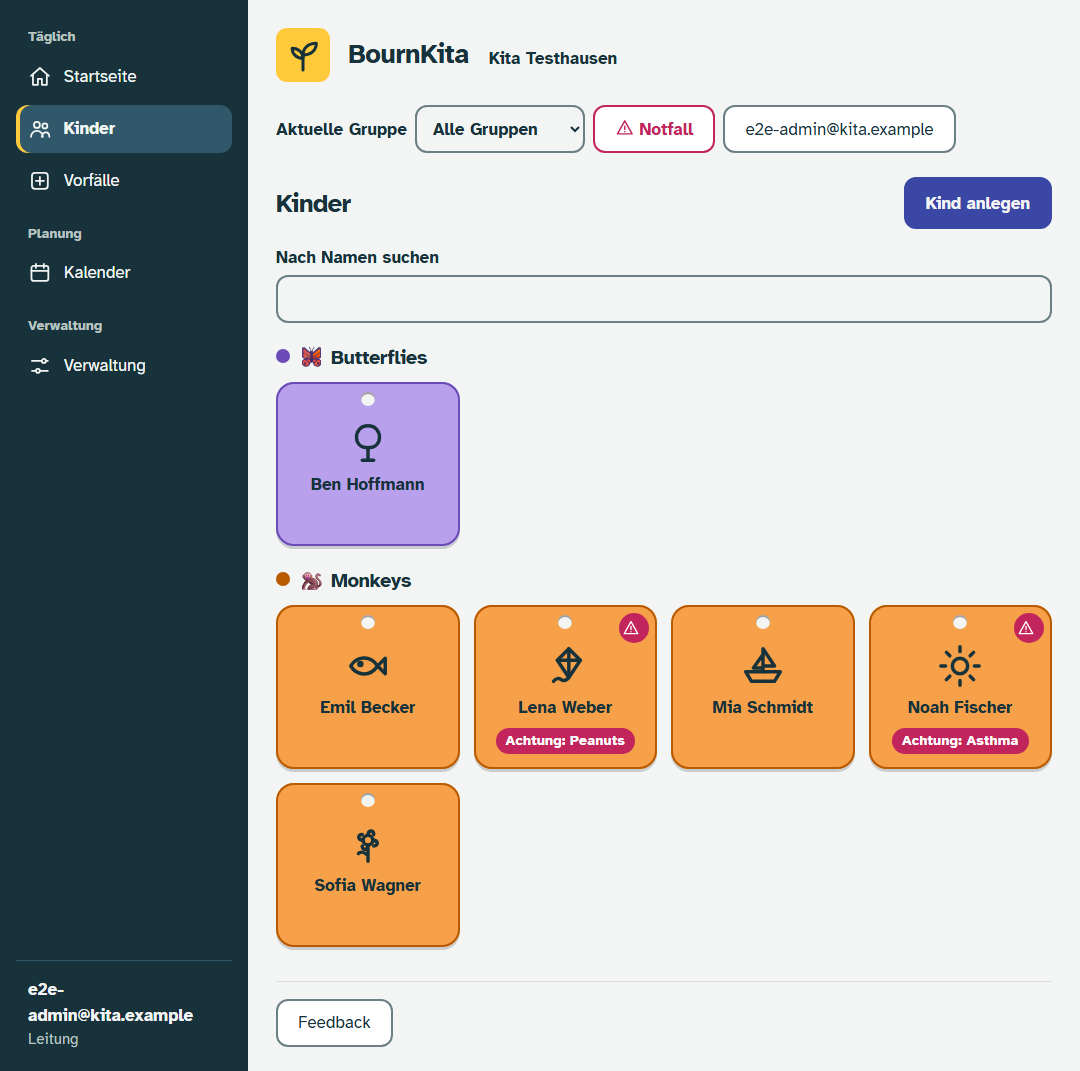 Täglich
Startseite
Kinder
Vorfälle
Planung
Kalender
Verwaltung
Verwaltung
e2e-
admin@kita.example
Leitung
BournKita Kita Testhausen
Aktuelle Gruppe Alle Gruppen Notfall e2e-admin@kita.example
Kinder Kind anlegen
Nach Namen suchen
Butterflies
Ben Hoffmann
Monkeys
Emil Becker Lena Weber Mia Schmidt Noah Fischer
Achtung: Peanuts Achtung: Asthma
Sofia Wagner
Feedback